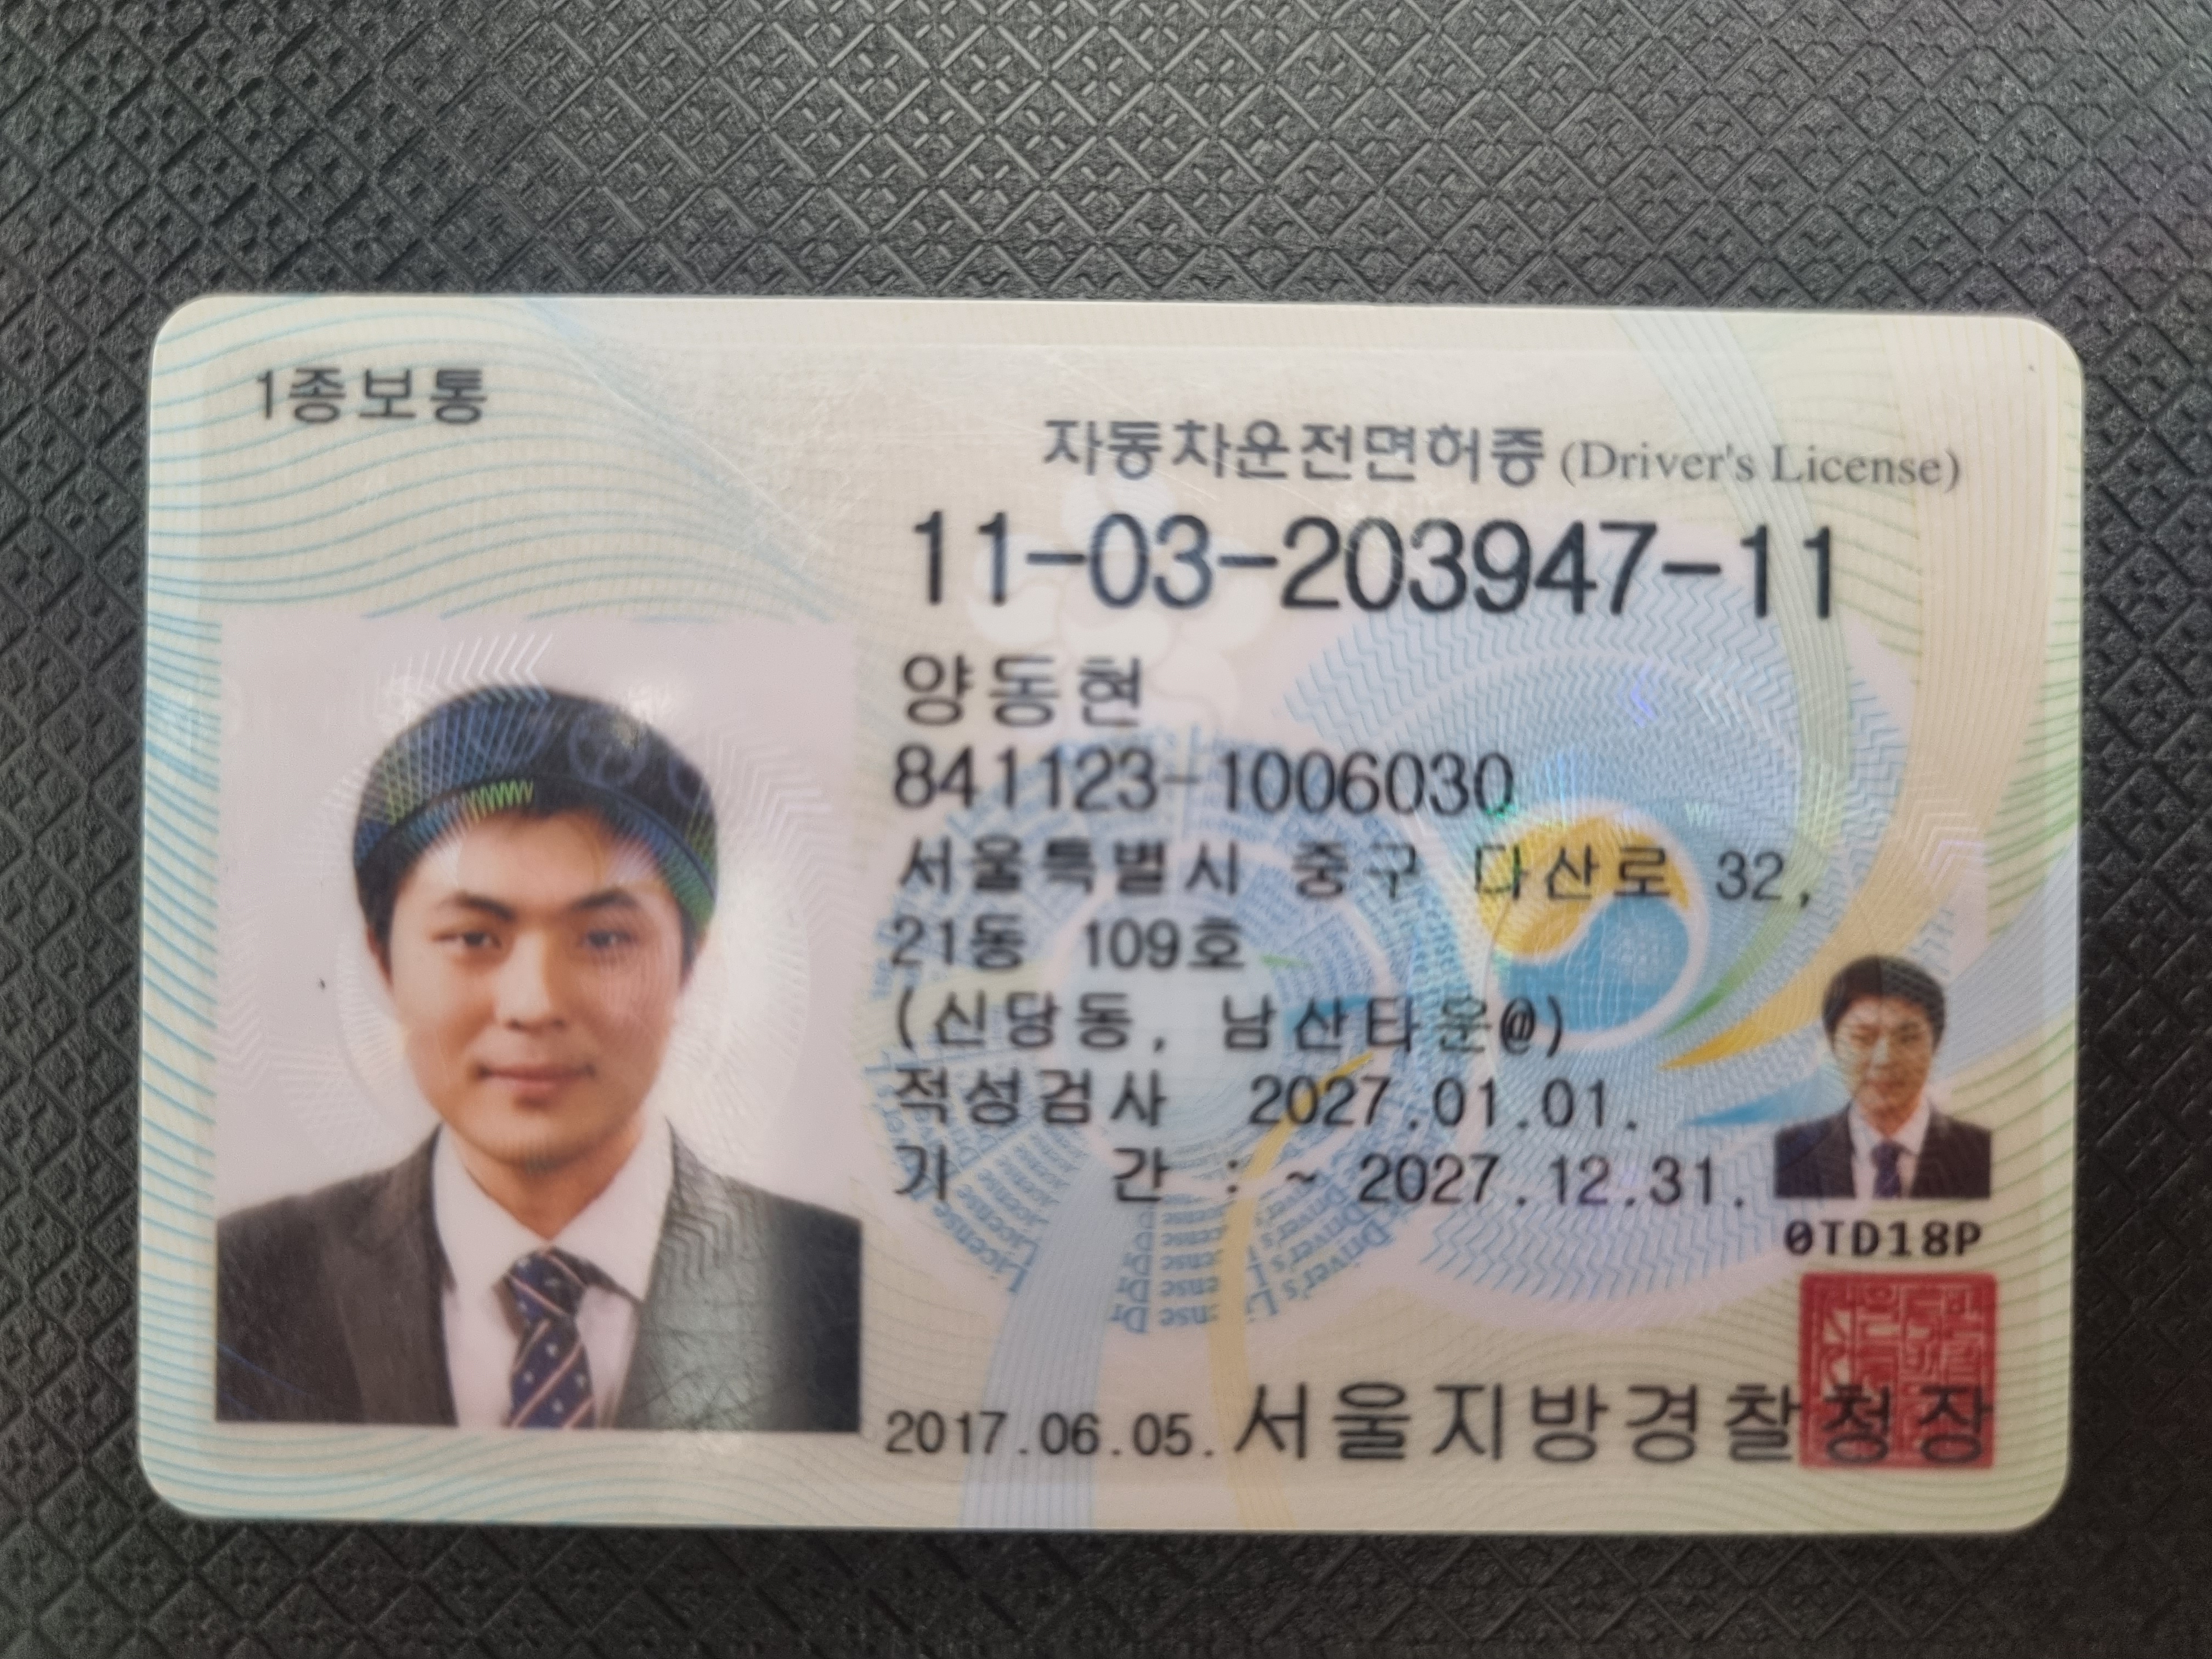 1종보통
자동차운전면허증 (Driver's License)
11-03-203947-11
양동현
841123-1006030
서울특별시 중구 다산로 32,
21동 109호
(신당동, 남산타운@)
적성검사 2027.01.01.
기 간 : ~ 2027.12.31.
0TD18P
2017.06.05. 서울지방경찰청장